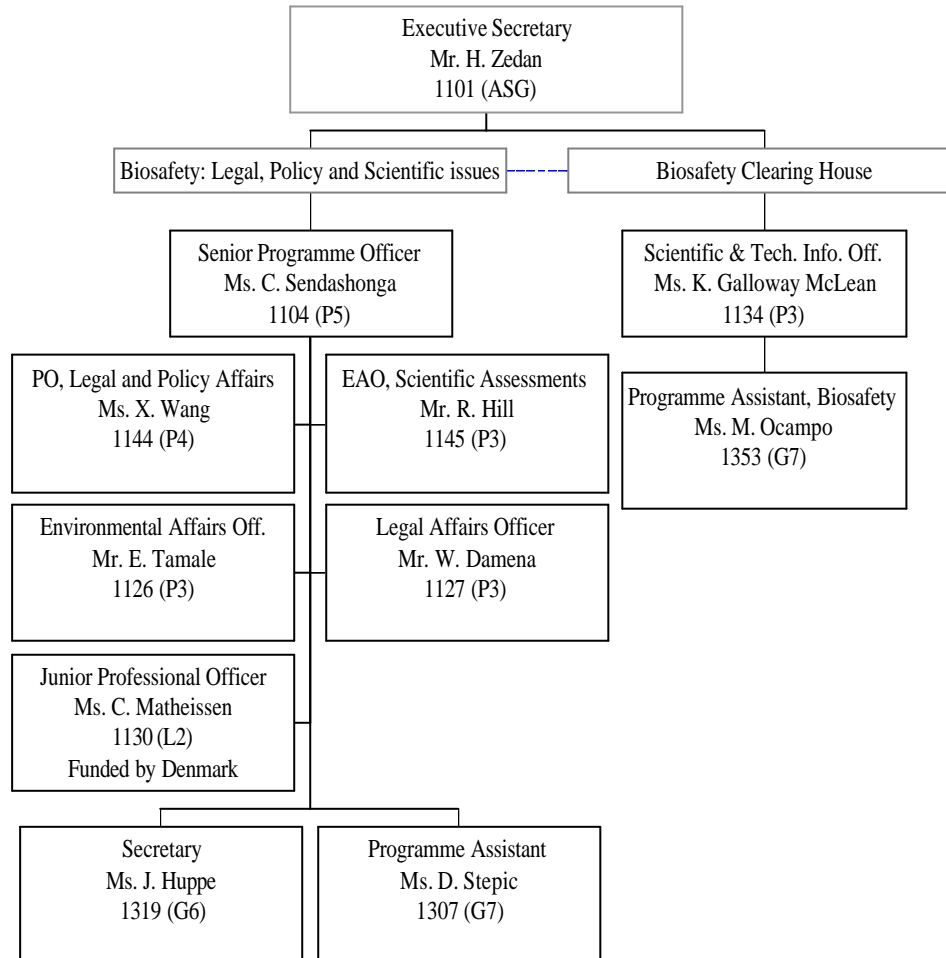 Executive Secretary
Mr. H. Zedan
1101 (ASG)
Biosafety: Legal, Policy and Scientific issues
Biosafety Clearing House
Senior Programme Officer
Ms. C. Sendashonga
1104 (P5)
Scientific & Tech. Info. Off.
Ms. K. Galloway McLean
1134 (P3)
PO, Legal and Policy Affairs
Ms. X. Wang
1144 (P4)
EAO, Scientific Assessments
Mr. R. Hill
1145 (P3)
Programme Assistant, Biosafety
Ms. M. Ocampo
1353 (G7)
Environmental Affairs Off.
Mr. E. Tamale
1126 (P3)
Legal Affairs Officer
Mr. W. Damena
1127 (P3)
Junior Professional Officer
Ms. C. Matheissen
1130 (L2)
Funded by Denmark
Secretary
Ms. J. Huppe
1319 (G6)
Programme Assistant
Ms. D. Stepic
1307 (G7)